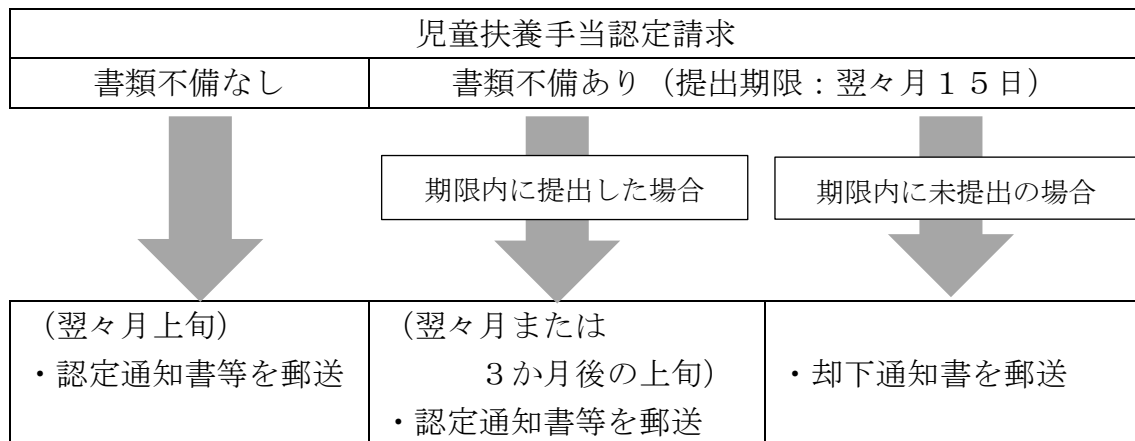 児童扶養手当認定請求
書類不備なし
書類不備あり（提出期限：翌々月１５日）
期限内に提出した場合
期限内に未提出の場合
（翌々月上旬）
・認定通知書等を郵送
（翌々月または
３か月後の上旬）
・認定通知書等を郵送
・却下通知書を郵送